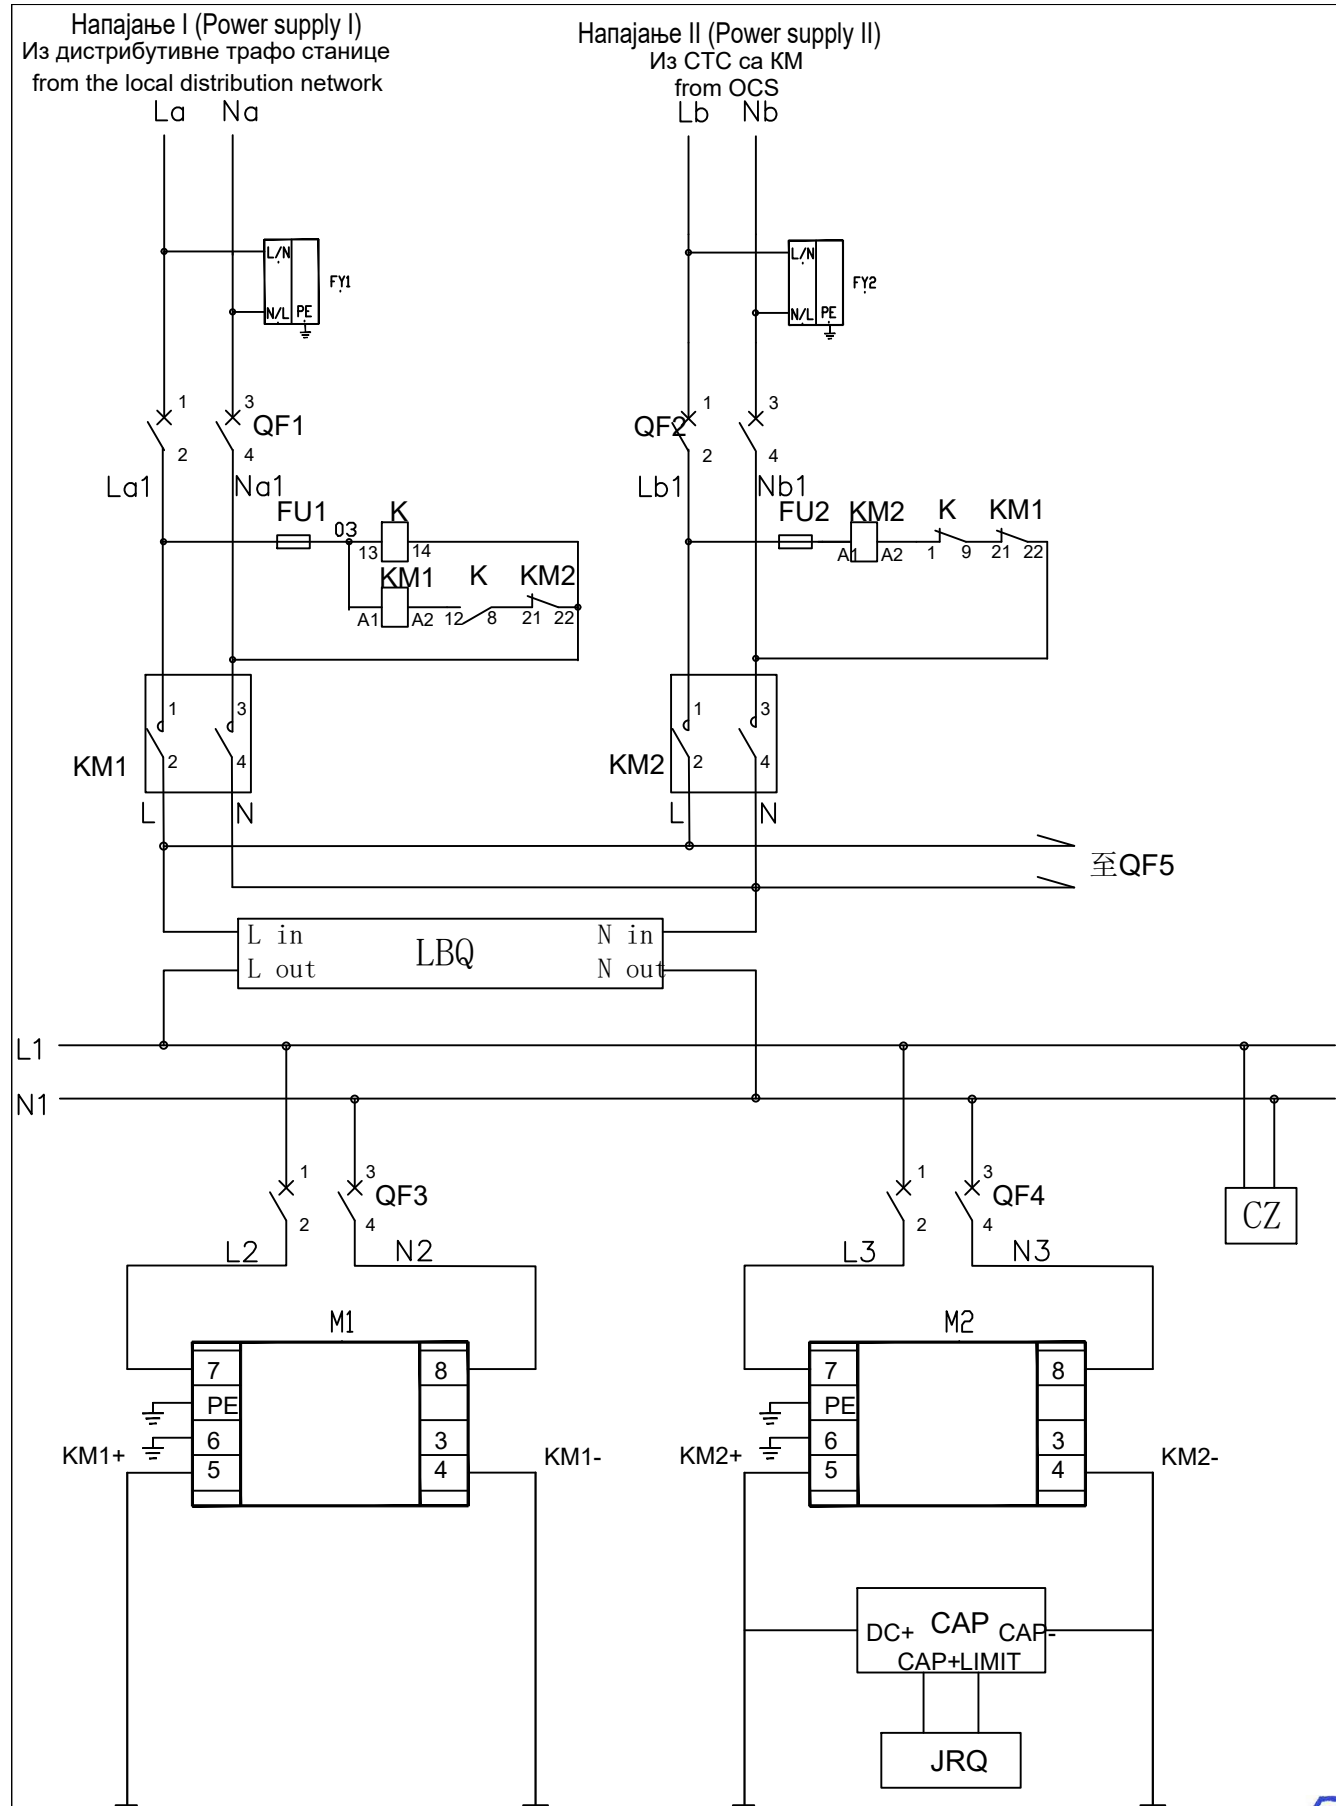 Напајање I (Power supply I)
Из дистрибутивне трафо станице
from the local distribution network
La Na
Напајање II (Power supply II)
Из СТС са КМ
from OCS
Lb Nb
L/N
N/L PE
FY1
L/N
N/L PE
FY2
1 3
QF1
2 4
La1 Na1
1 3
QF2
2 4
Lb1 Nb1
FU1 03 K
13 14
KM1 K KM2
A1 A2 12 8 21 22
FU2 KM2 K KM1
A1 A2 1 9 21 22
1 3
KM1 2 4
L N
1 3
KM2 2 4
L N
至QF5
L in LBQ N in
L out N out
L1
N1
1 3
QF3
2 4
L2 N2
1 3
QF4
2 4
L3 N3
CZ
M1
7 8
PE
6 3
KM1+ 5 4 KM1-
M2
7 8
PE
6 3
KM2+ 5 4 KM2-
DC+ CAP CAP-
CAP+LIMIT
JRQ